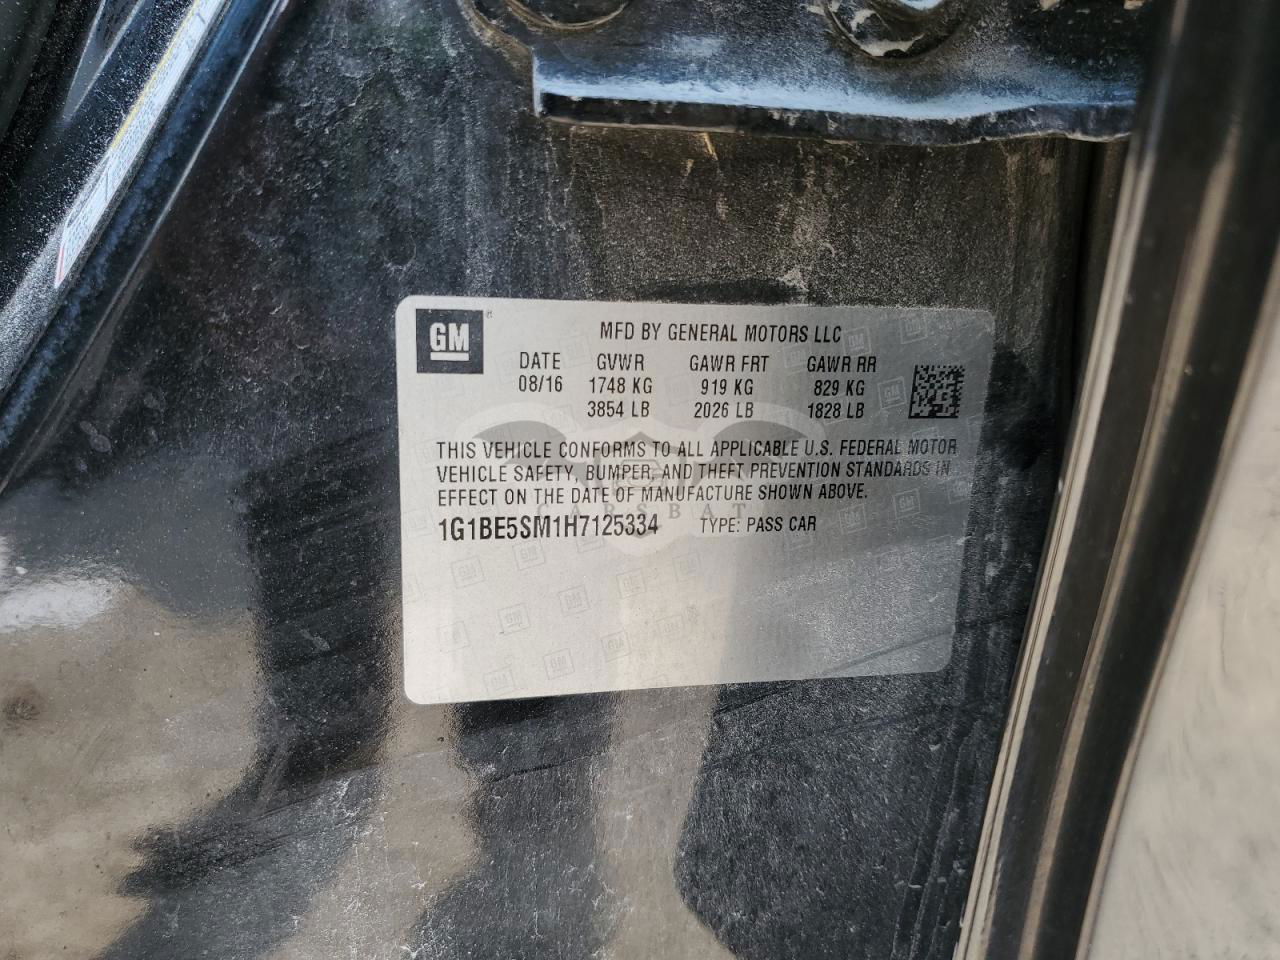 GM
MFD BY GENERAL MOTORS LLC
DATE GVWR GAWR FRT GAWR RR
08/16 1748 KG 919 KG 829 KG
3854 LB 2026 LB 1828 LB
THIS VEHICLE CONFORMS TO ALL APPLICABLE U.S. FEDERAL MOTOR
VEHICLE SAFETY, BUMPER, AND THEFT PREVENTION STANDARDS IN
EFFECT ON THE DATE OF MANUFACTURE SHOWN ABOVE.
CARSBAT
1G1BE5SM1H7125334 TYPE: PASS CAR